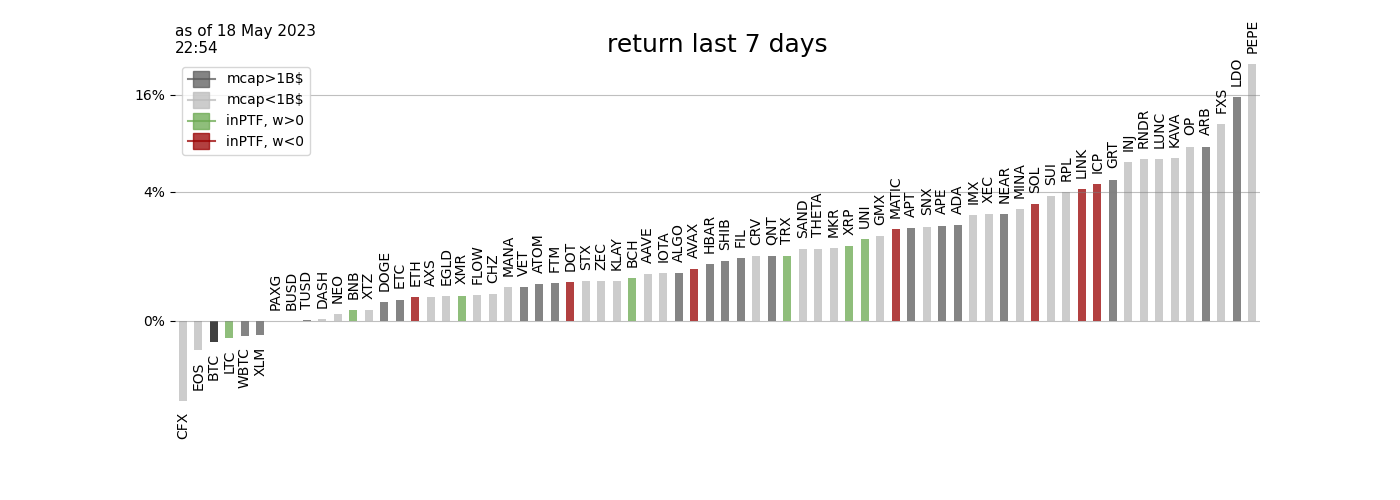 as of 18 May 2023
22:54
return last 7 days
mcap>1B$
mcap<1B$
inPTF, w>0
inPTF, w<0
16%
4%
0%
CFX
EOS
BTC
LTC
WBTC
XLM
PAXG
BUSD
TUSD
DASH
NEO
BNB
XTZ
DOGE
ETC
ETH
AXS
EGLD
XMR
FLOW
CHZ
MANA
VET
ATOM
FTM
DOT
STX
ZEC
KLAY
BCH
AAVE
IOTA
ALGO
AVAX
HBAR
SHIB
FIL
CRV
QNT
TRX
SAND
THETA
MKR
XRP
UNI
GMX
MATIC
APT
SNX
APE
ADA
IMX
XEC
NEAR
MINA
SOL
SUI
RPL
LINK
ICP
GRT
INJ
RNDR
LUNC
KAVA
OP
ARB
FXS
LDO
PEPE